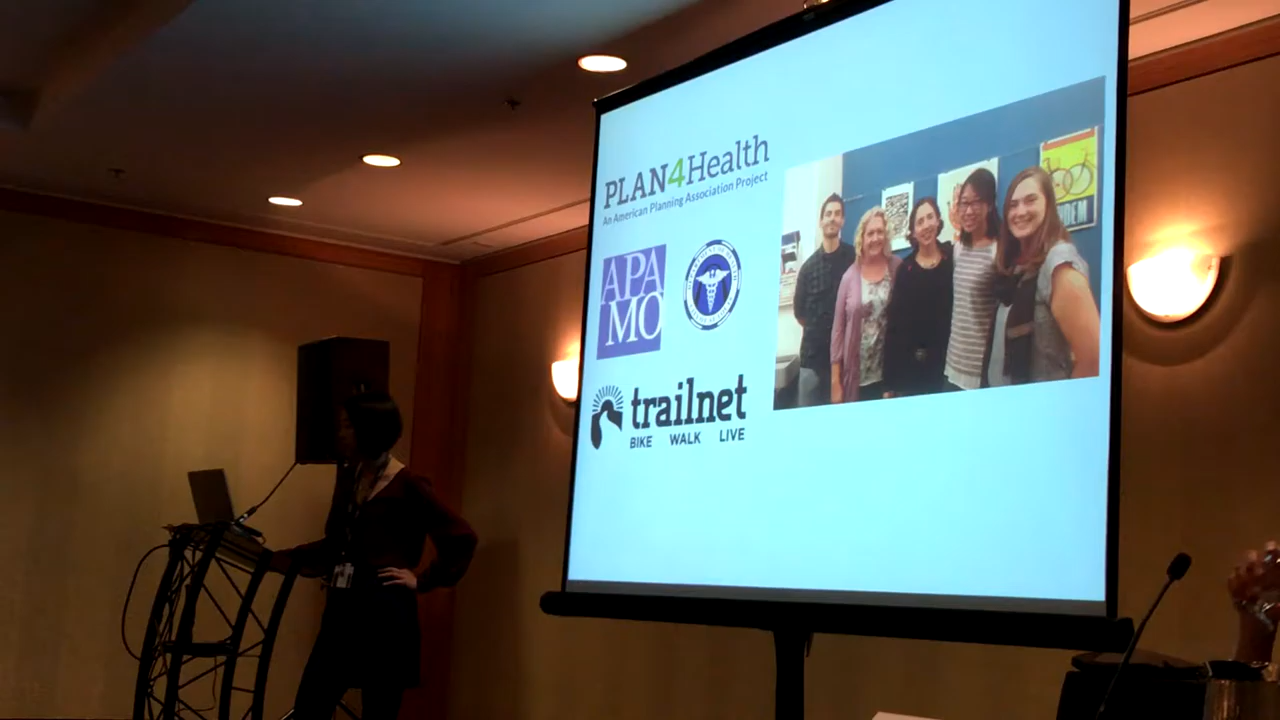 PLAN4Health
An American Planning Association Project
APA
MO
trailnet
BIKE WALK LIVE